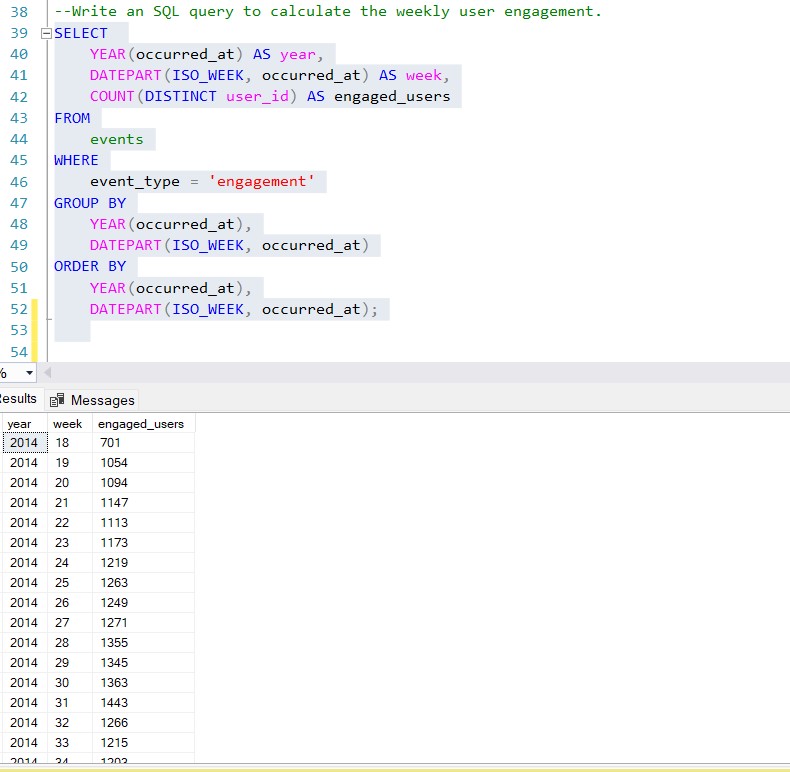 38 --Write an SQL query to calculate the weekly user engagement.
39 SELECT
40 YEAR(occurred_at) AS year,
41 DATEPART(ISO_WEEK, occurred_at) AS week,
42 COUNT(DISTINCT user_id) AS engaged_users
43 FROM
44 events
45 WHERE
46 event_type = 'engagement'
47 GROUP BY
48 YEAR(occurred_at),
49 DATEPART(ISO_WEEK, occurred_at)
50 ORDER BY
51 YEAR(occurred_at),
52 DATEPART(ISO_WEEK, occurred_at);
53
54
%
esults Messages
year week engaged_users
2014 18 701
2014 19 1054
2014 20 1094
2014 21 1147
2014 22 1113
2014 23 1173
2014 24 1219
2014 25 1263
2014 26 1249
2014 27 1271
2014 28 1355
2014 29 1345
2014 30 1363
2014 31 1443
2014 32 1266
2014 33 1215
2014 34 1203